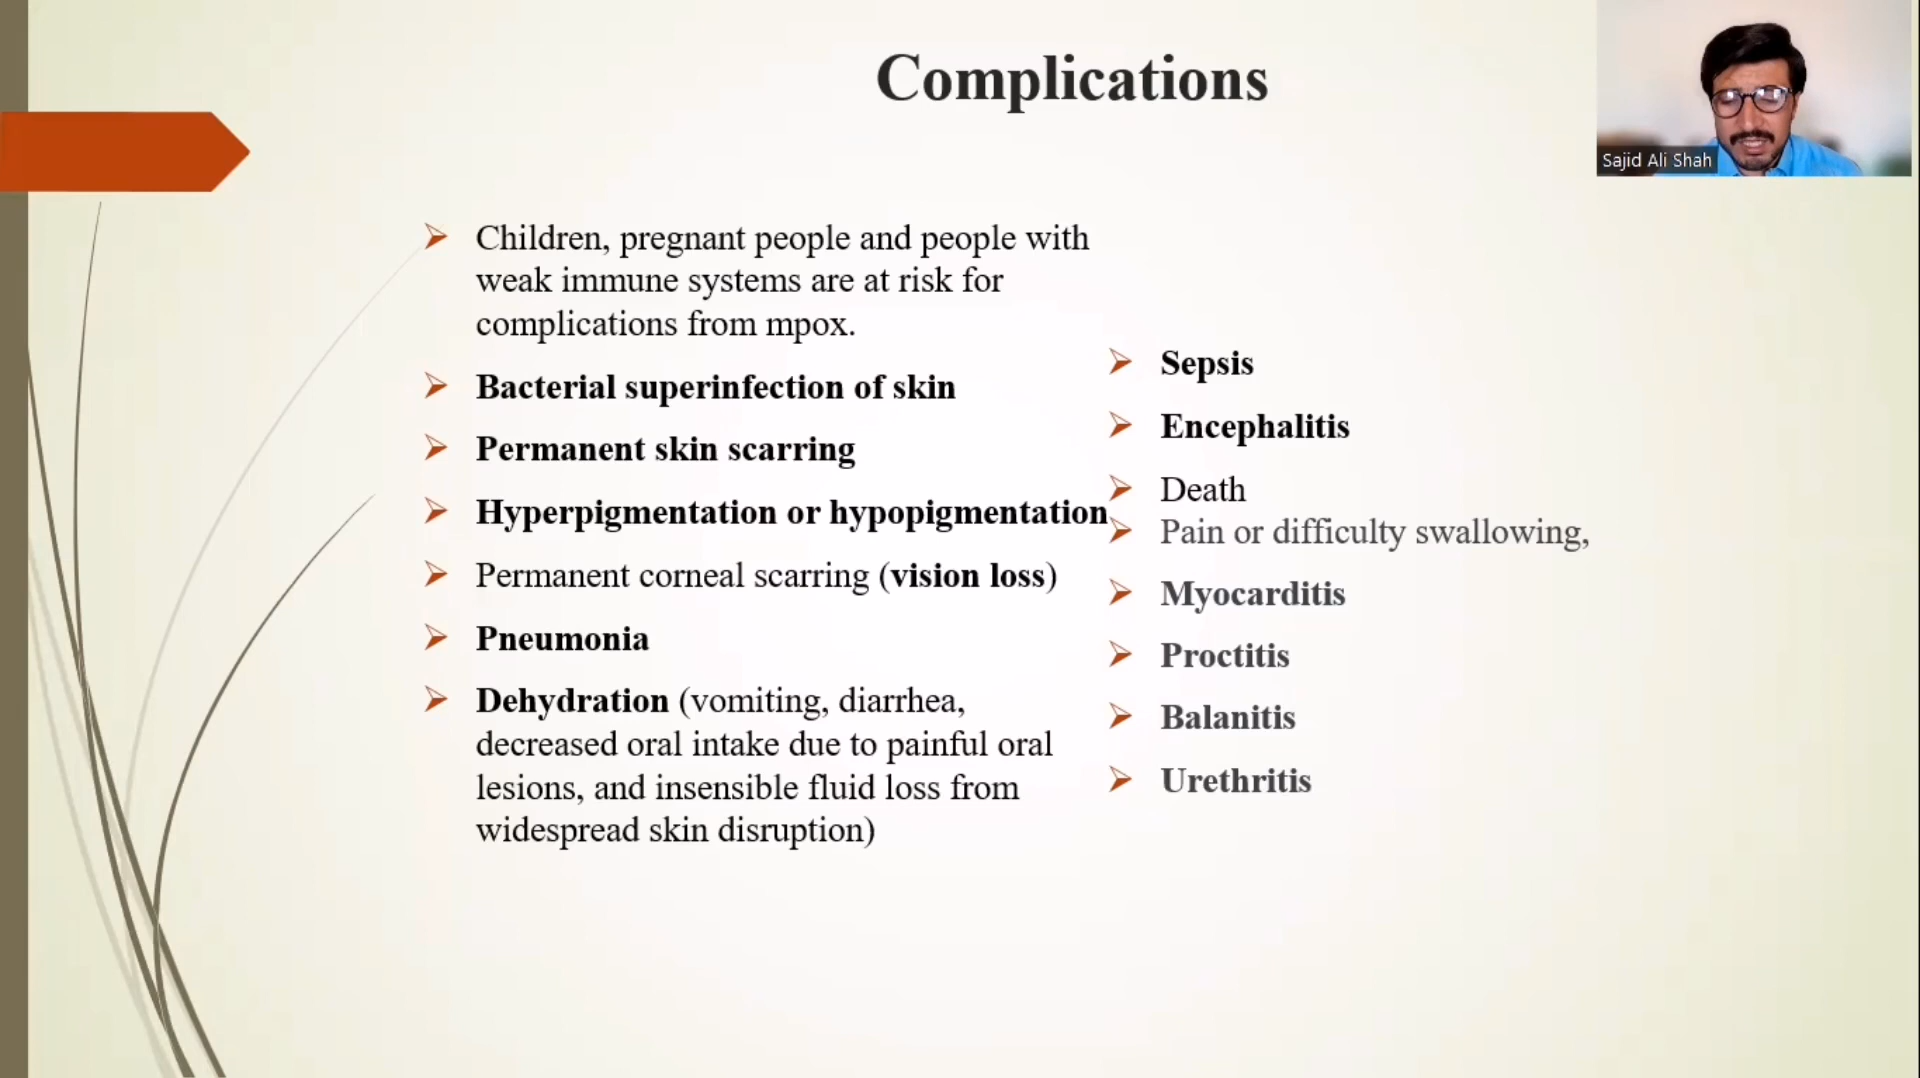 Complications
Sajid Ali Shah
Children, pregnant people and people with
weak immune systems are at risk for
complications from mpox.
Bacterial superinfection of skin
Permanent skin scarring
Hyperpigmentation or hypopigmentation
Permanent corneal scarring (vision loss)
Pneumonia
Dehydration (vomiting, diarrhea,
decreased oral intake due to painful oral
lesions, and insensible fluid loss from
widespread skin disruption)
Sepsis
Encephalitis
Death
Pain or difficulty swallowing,
Myocarditis
Proctitis
Balanitis
Urethritis